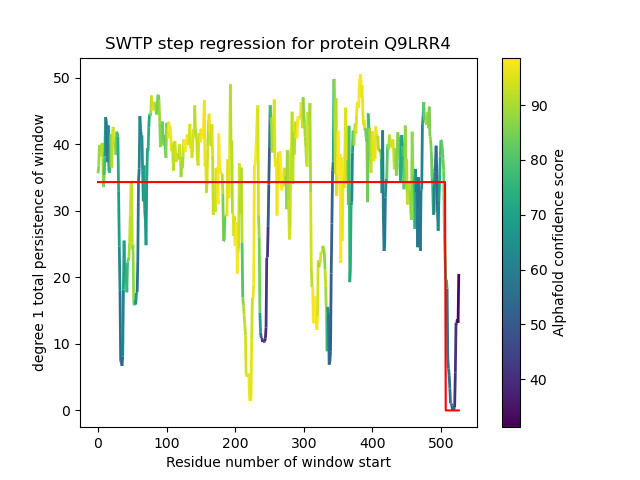 SWTP step regression for protein Q9LRR4
degree 1 total persistence of window
50
40
30
20
10
0
0 100 200 300 400 500
Residue number of window start
90
80
70
60
50
40
Alphafold confidence score